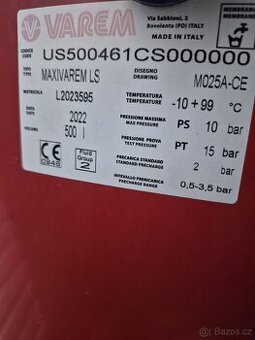 VAREM
Via Sabbioni, 2
Bovolenta (PD) ITALY
MADE IN ITALY
MEMBRANA
MEMBRANE
CODICE
CODE
US500461CS000000
TIPO
TYPE
MAXIVAREM LS
DISEGNO
DRAWING
M025A-CE
MATRICOLA
L2023595
TEMPERATURA
TEMPERATURE
-10 +99 °C
2022
500 l
PRESSIONE MASSIMA
MAX PRESSURE
PS 10 bar
PRESSIONE PROVA
TEST PRESSURE
PT 15 bar
PRECARICA STANDARD
STANDARD PRECHARGE
2 bar
INTERVALLO PRECARICA
PRECHARGE RANGE
0,5-3,5 bar
CE
0948
Fluid
Group
2
bazos.cz